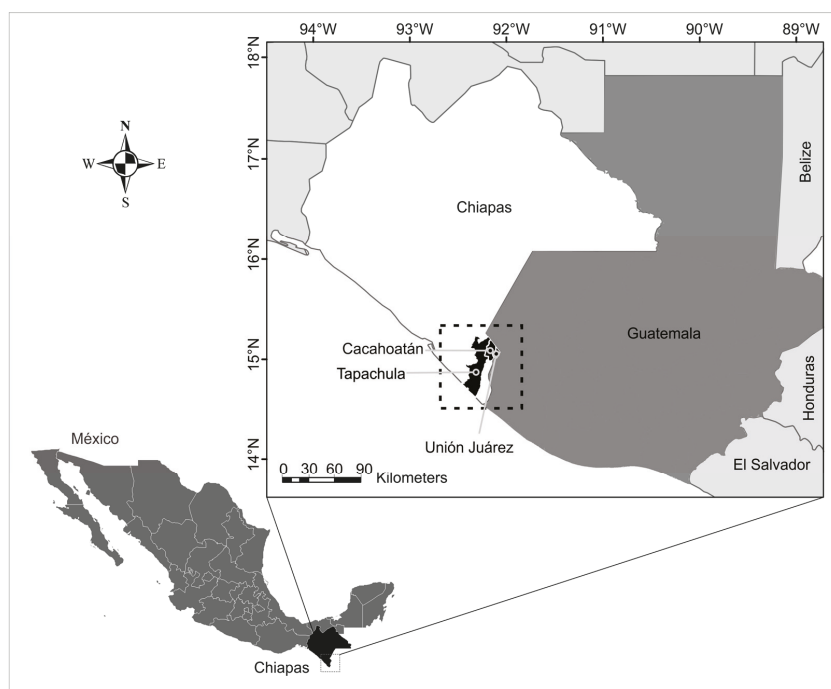 94°W 93°W 92°W 91°W 90°W 89°W
18°N
17°N
16°N
15°N
14°N
N
W E
S
Belize
Chiapas
Guatemala
Cacahoatán
Tapachula
Honduras
Unión Juárez
El Salvador
0 30 60 90
Kilometers
México
Chiapas